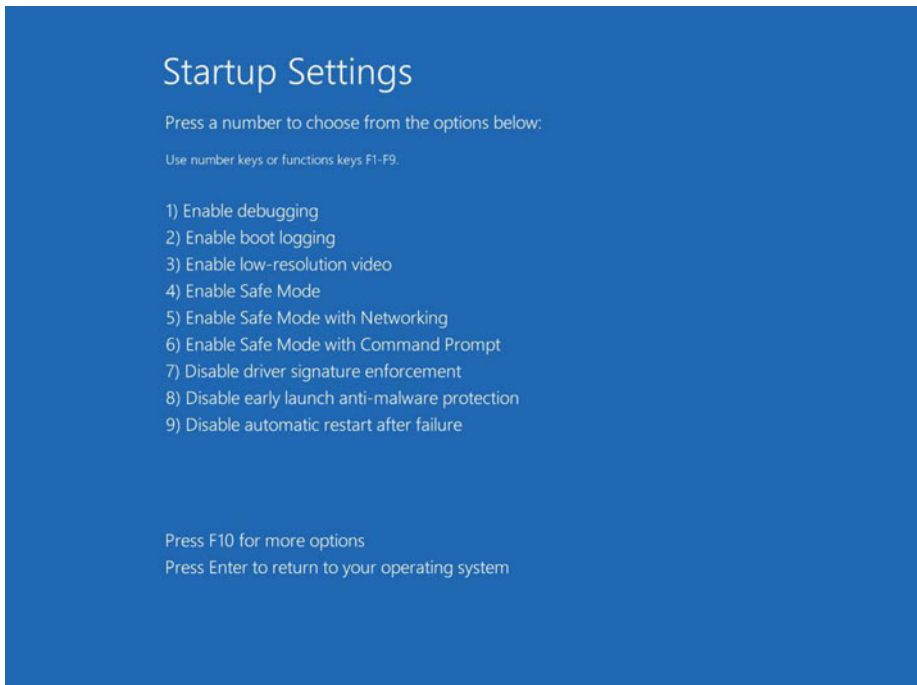 Startup Settings
Press a number to choose from the options below:
Use number keys or functions keys F1-F9.
1) Enable debugging
2) Enable boot logging
3) Enable low-resolution video
4) Enable Safe Mode
5) Enable Safe Mode with Networking
6) Enable Safe Mode with Command Prompt
7) Disable driver signature enforcement
8) Disable early launch anti-malware protection
9) Disable automatic restart after failure
Press F10 for more options
Press Enter to return to your operating system